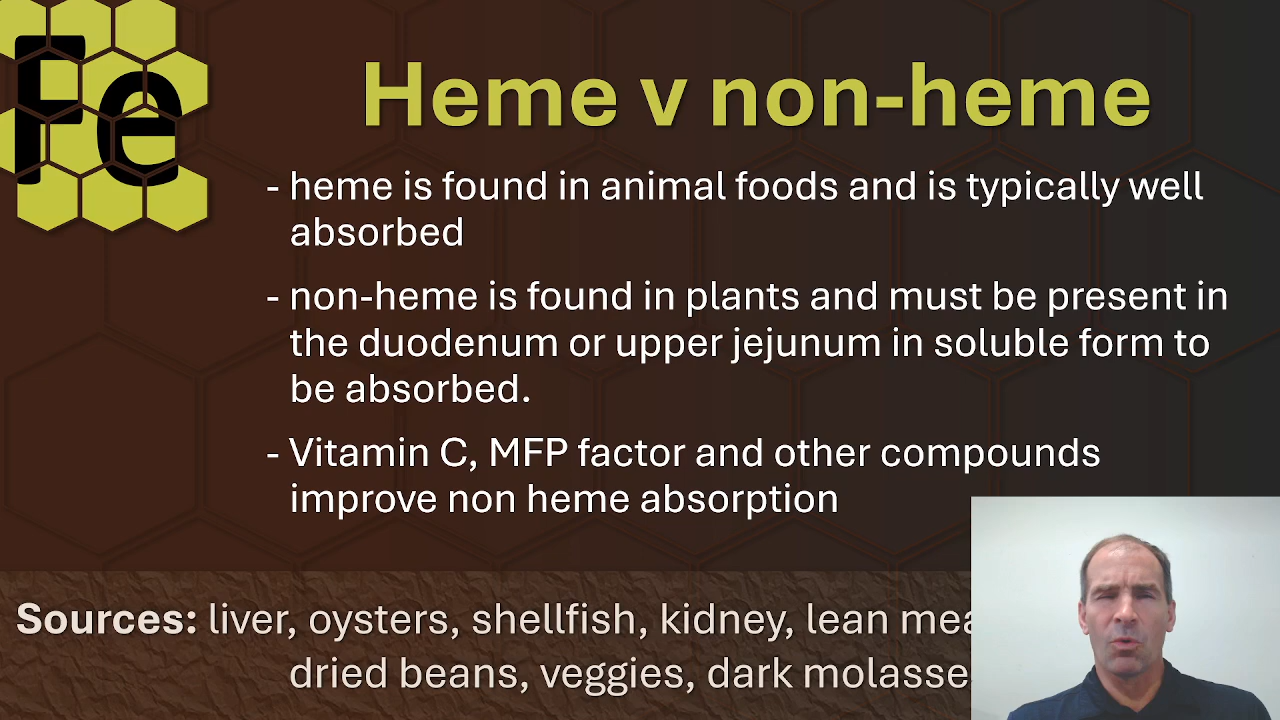 Fe
Heme v non-heme
- heme is found in animal foods and is typically well
absorbed
- non-heme is found in plants and must be present in
the duodenum or upper jejunum in soluble form to
be absorbed.
- Vitamin C, MFP factor and other compounds
improve non heme absorption
Sources: liver, oysters, shellfish, kidney, lean
dried beans, veggies, dark